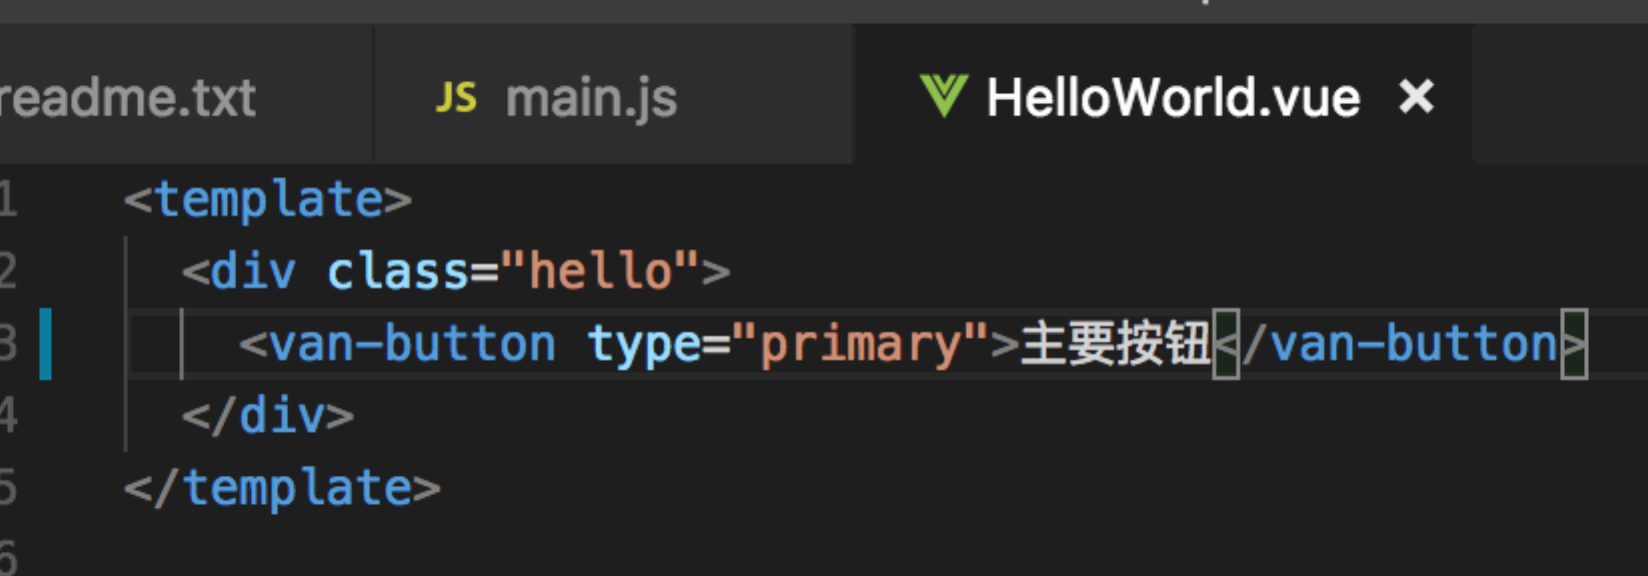 readme.txt
JS main.js
HelloWorld.vue ×
1 <template>
2 <div class="hello">
3 <van-button type="primary">主要按钮</van-button>
4 </div>
5 </template>
6